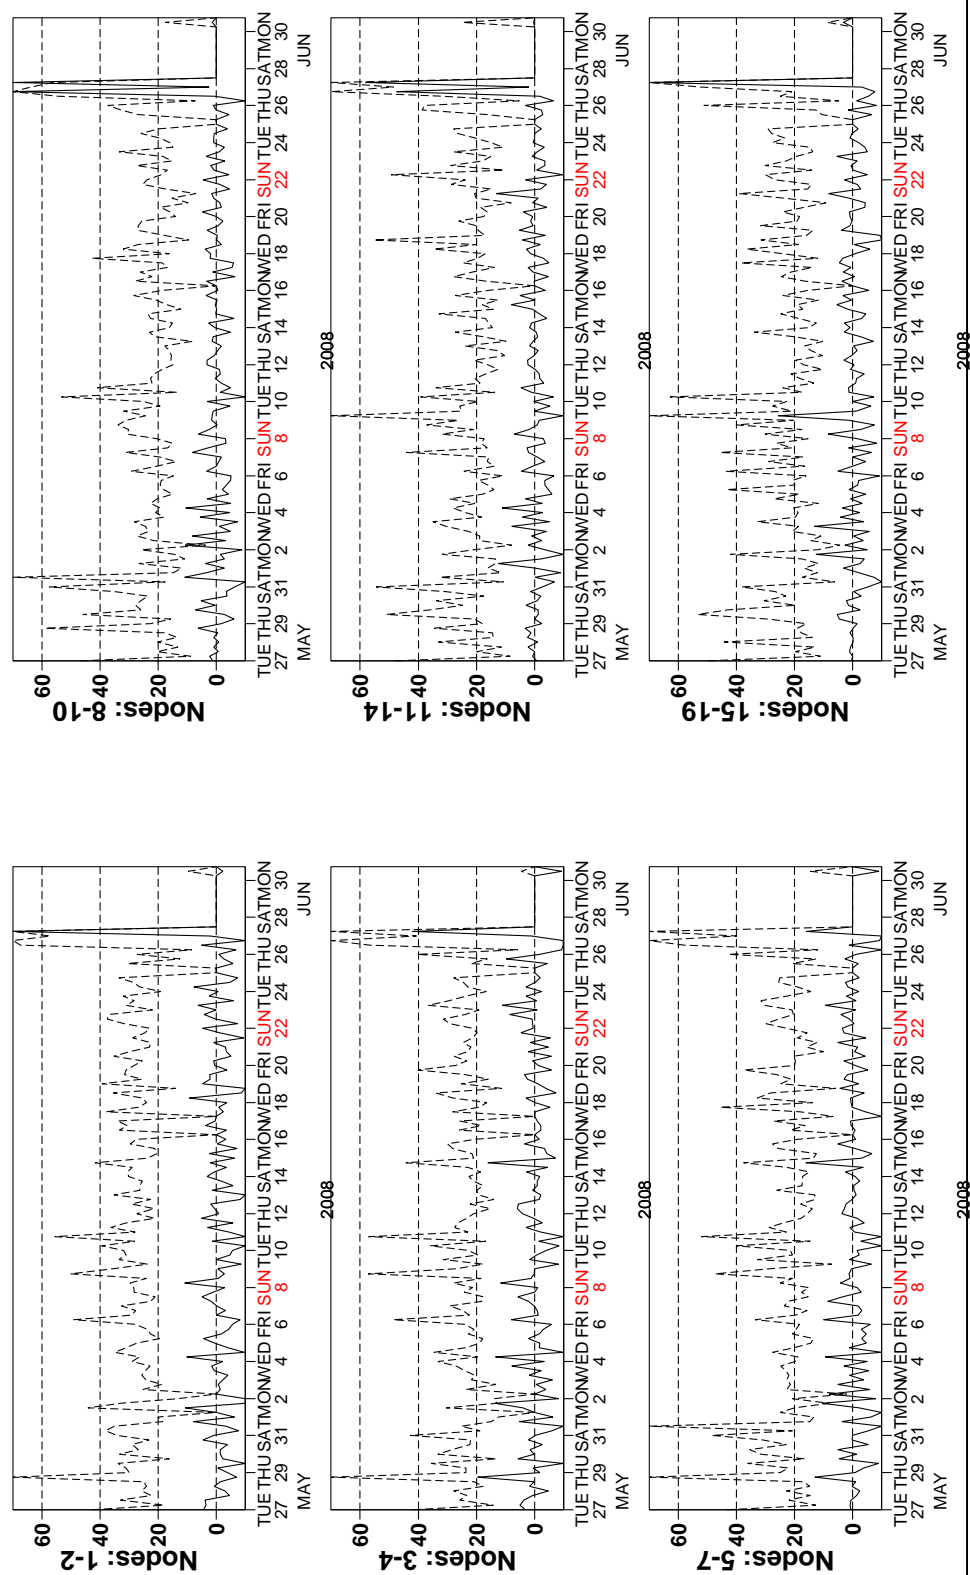 Nodes: 1-2
60
40
20
0
TUE THU SAT MON WED FRI SUN TUE THU SAT MON WED FRI SUN TUE THU SAT MON
27 29 31 2 4 6 8 10 12 14 16 18 20 22 24 26 28 30
MAY JUN
2008
Nodes: 3-4
60
40
20
0
TUE THU SAT MON WED FRI SUN TUE THU SAT MON WED FRI SUN TUE THU SAT MON
27 29 31 2 4 6 8 10 12 14 16 18 20 22 24 26 28 30
MAY JUN
2008
Nodes: 5-7
60
40
20
0
TUE THU SAT MON WED FRI SUN TUE THU SAT MON WED FRI SUN TUE THU SAT MON
27 29 31 2 4 6 8 10 12 14 16 18 20 22 24 26 28 30
MAY JUN
2008
Nodes: 8-10
60
40
20
0
TUE THU SAT MON WED FRI SUN TUE THU SAT MON WED FRI SUN TUE THU SAT MON
27 29 31 2 4 6 8 10 12 14 16 18 20 22 24 26 28 30
MAY JUN
2008
Nodes: 11-14
60
40
20
0
TUE THU SAT MON WED FRI SUN TUE THU SAT MON WED FRI SUN TUE THU SAT MON
27 29 31 2 4 6 8 10 12 14 16 18 20 22 24 26 28 30
MAY JUN
2008
Nodes: 15-19
60
40
20
0
TUE THU SAT MON WED FRI SUN TUE THU SAT MON WED FRI SUN TUE THU SAT MON
27 29 31 2 4 6 8 10 12 14 16 18 20 22 24 26 28 30
MAY JUN
2008